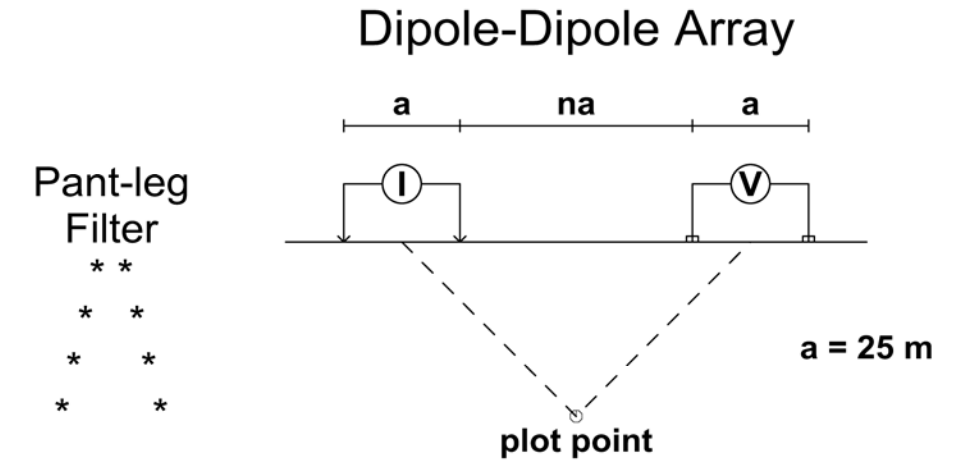 Dipole-Dipole Array
a
na
a
Pant-leg
Filter
I
V
* *
* *
* *
* *
a = 25 m
plot point